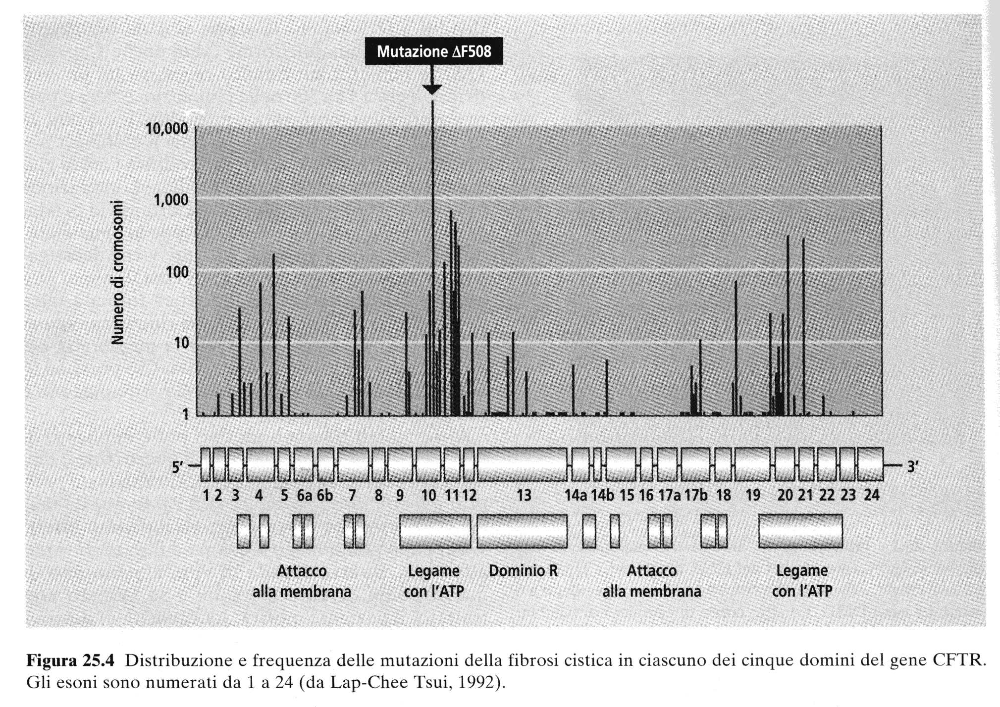 Mutazione ΔF508
10,000
1,000
100
10
1
Numero di cromosomi
5′ 3′
1 2 3 4 5 6a 6b 7 8 9 10 11 12 13 14a 14b 15 16 17a 17b 18 19 20 21 22 23 24
Attacco Legame Dominio R Attacco Legame
alla membrana con l'ATP alla membrana con l'ATP
Figura 25.4 Distribuzione e frequenza delle mutazioni della fibrosi cistica in ciascuno dei cinque domini del gene CFTR.
Gli esoni sono numerati da 1 a 24 (da Lap-Chee Tsui, 1992).